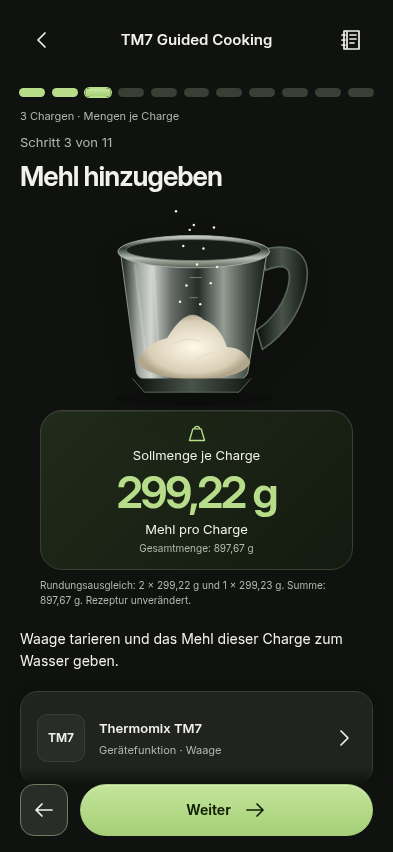 TM7 Guided Cooking
3 Chargen · Mengen je Charge
Schritt 3 von 11
Mehl hinzugeben
Sollmenge je Charge
299,22 g
Mehl pro Charge
Gesamtmenge: 897,67 g
Rundungsausgleich: 2 × 299,22 g und 1 × 299,23 g. Summe:
897,67 g. Rezeptur unverändert.
Waage tarieren und das Mehl dieser Charge zum
Wasser geben.
TM7
Thermomix TM7
Gerätefunktion · Waage
Weiter